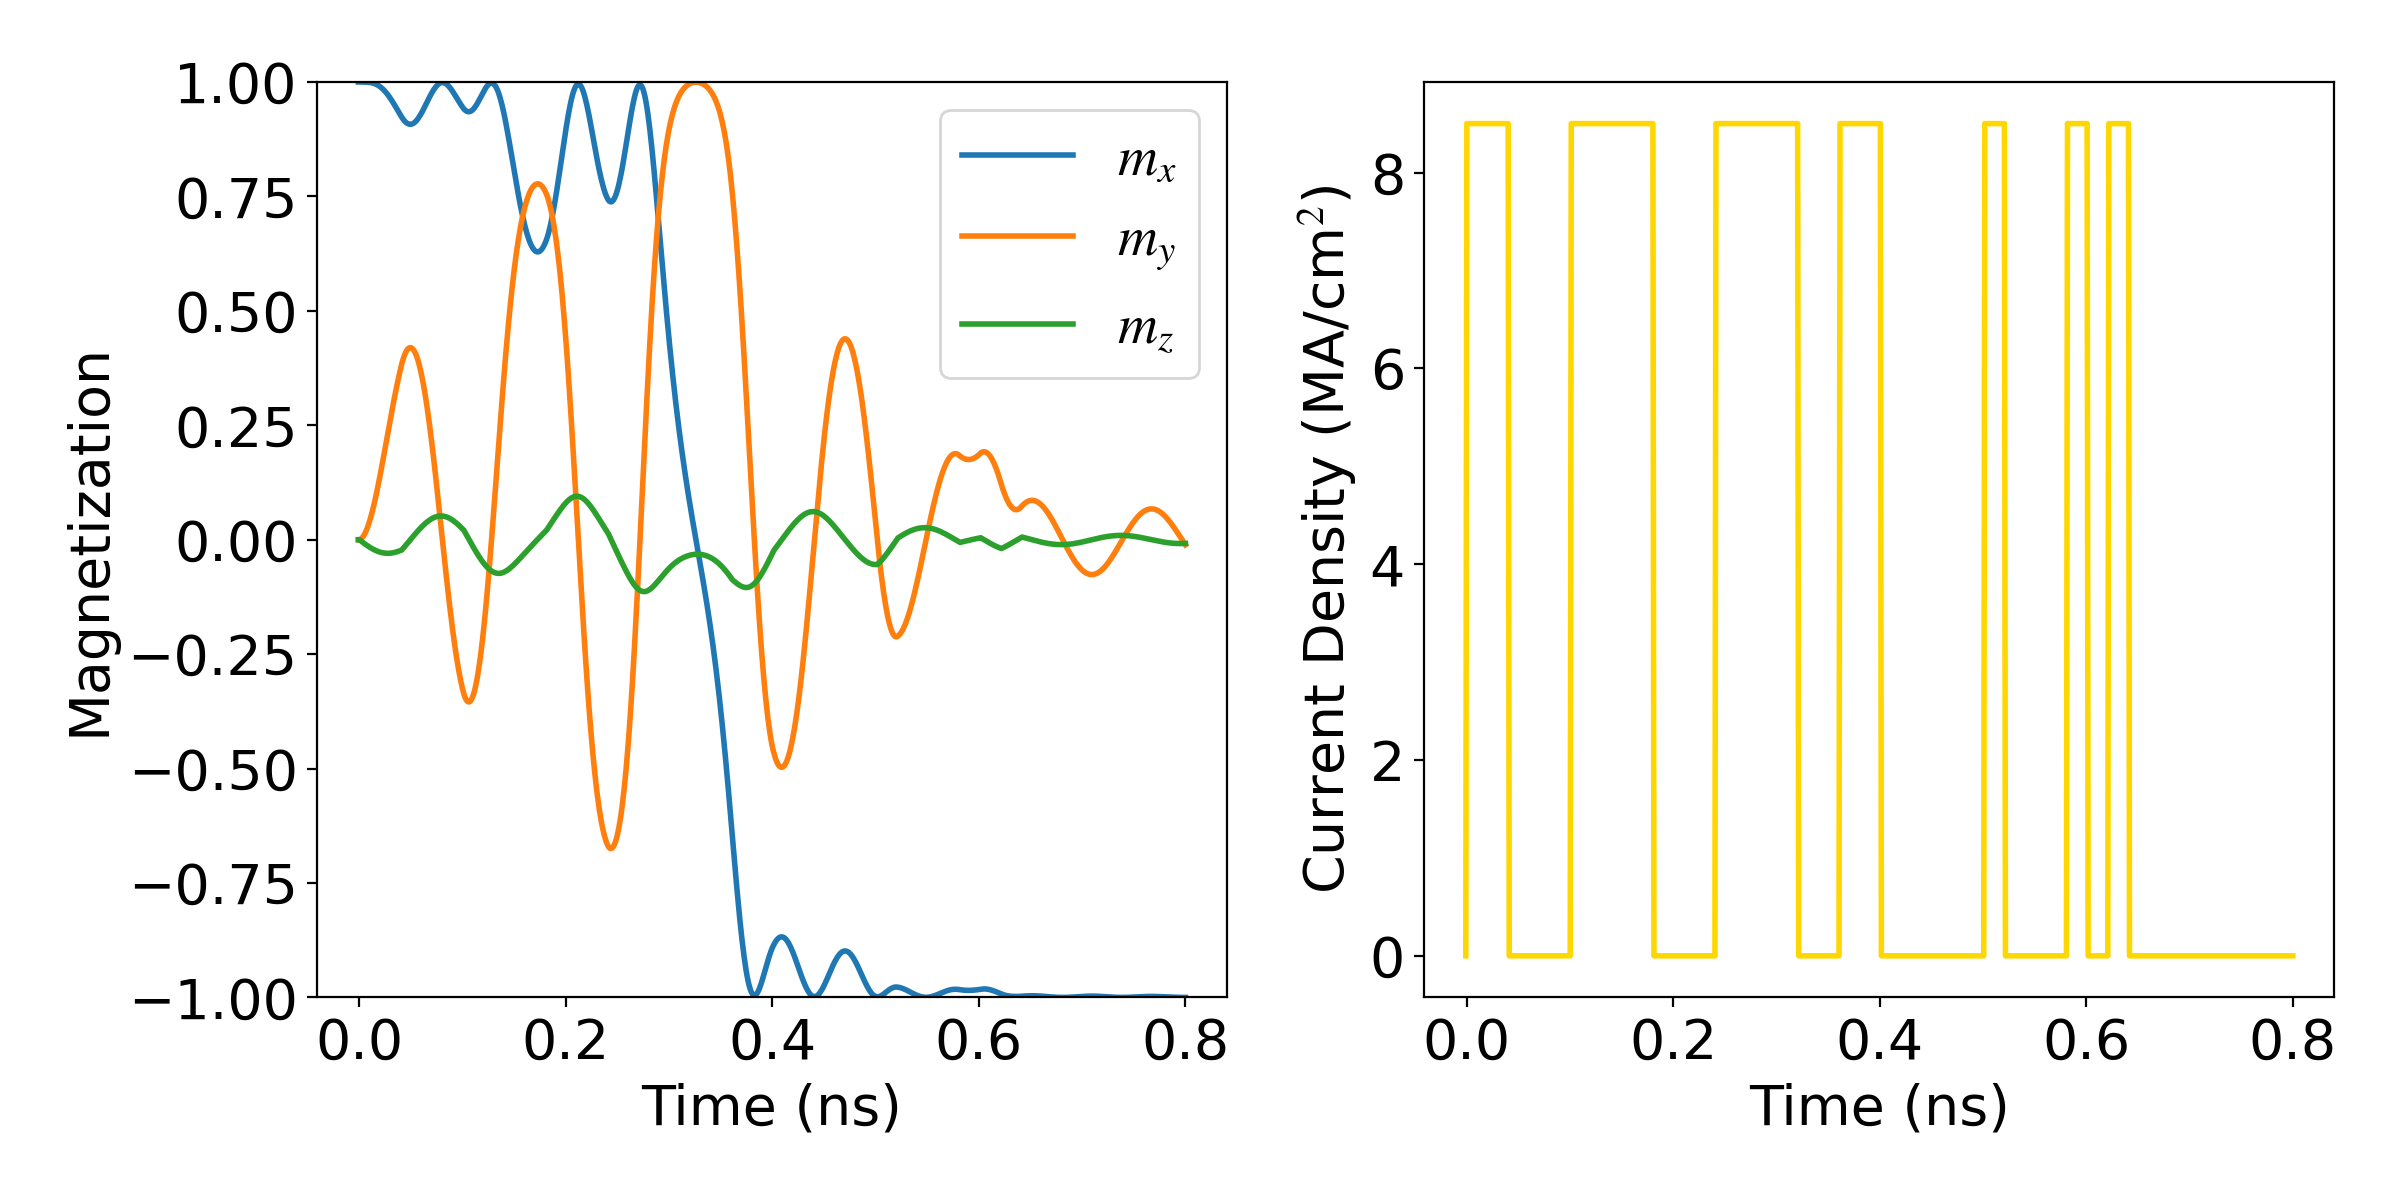 1.00
0.75
0.50
0.25
0.00
−0.25
−0.50
−0.75
−1.00
Magnetization
0.0 0.2 0.4 0.6 0.8
Time (ns)
m_x
m_y
m_z
8
6
4
2
0
Current Density (MA/cm²)
0.0 0.2 0.4 0.6 0.8
Time (ns)